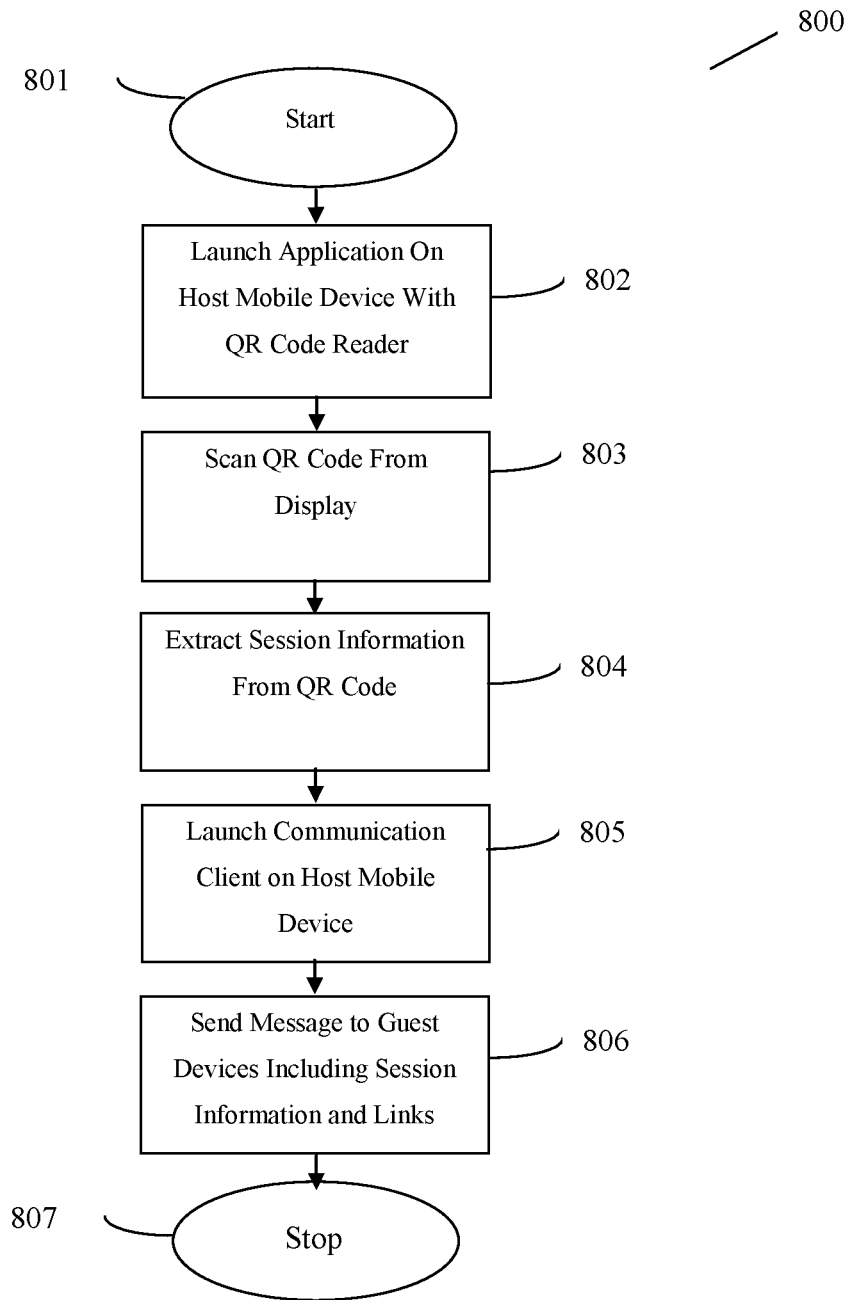 800
801
Start
Launch Application On
Host Mobile Device With
QR Code Reader
802
Scan QR Code From
Display
803
Extract Session Information
From QR Code
804
Launch Communication
Client on Host Mobile
Device
805
Send Message to Guest
Devices Including Session
Information and Links
806
807
Stop